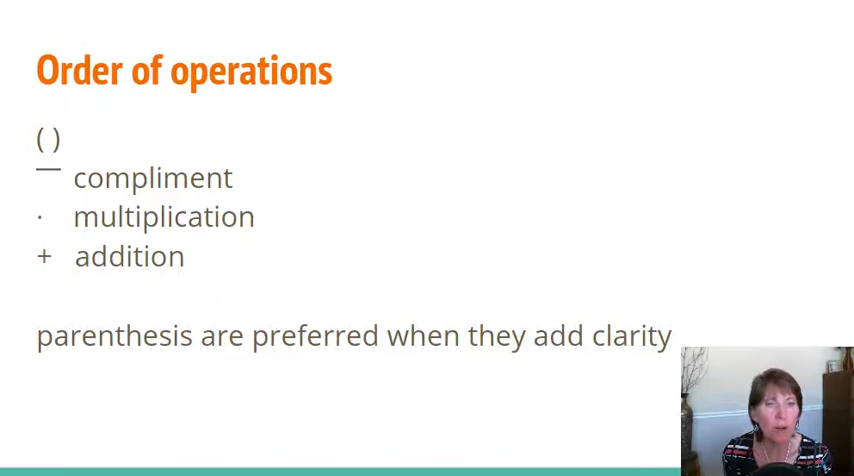 Order of operations
( )
‾ compliment
· multiplication
+ addition
parenthesis are preferred when they add clarity